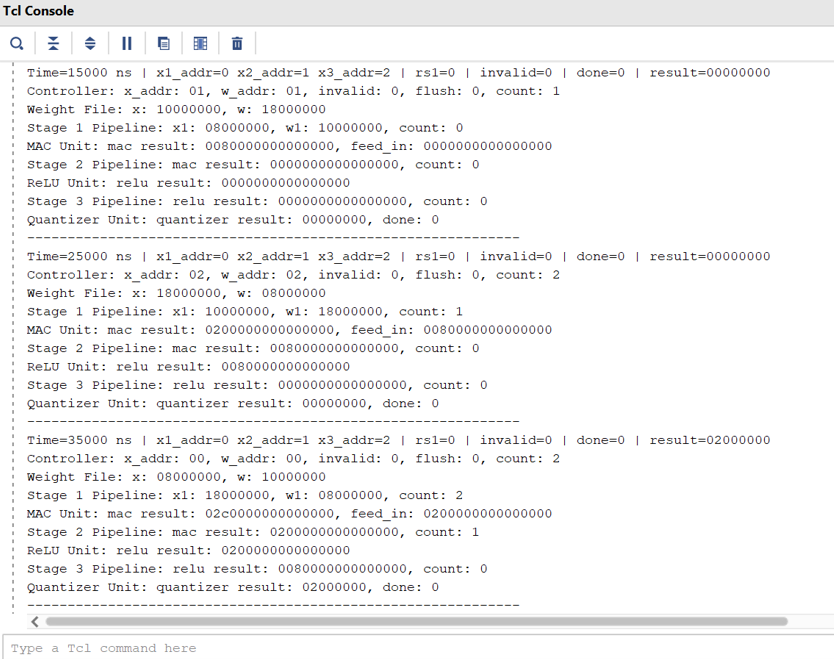 Tcl Console
Time=15000 ns | x1_addr=0 x2_addr=1 x3_addr=2 | rs1=0 | invalid=0 | done=0 | result=00000000
Controller: x_addr: 01, w_addr: 01, invalid: 0, flush: 0, count: 1
Weight File: x: 10000000, w: 18000000
Stage 1 Pipeline: x1: 08000000, w1: 10000000, count: 0
MAC Unit: mac result: 0080000000000000, feed_in: 0000000000000000
Stage 2 Pipeline: mac result: 0000000000000000, count: 0
ReLU Unit: relu result: 0000000000000000
Stage 3 Pipeline: relu result: 0000000000000000, count: 0
Quantizer Unit: quantizer result: 00000000, done: 0
-------------------------------------------------------------
Time=25000 ns | x1_addr=0 x2_addr=1 x3_addr=2 | rs1=0 | invalid=0 | done=0 | result=00000000
Controller: x_addr: 02, w_addr: 02, invalid: 0, flush: 0, count: 2
Weight File: x: 18000000, w: 08000000
Stage 1 Pipeline: x1: 10000000, w1: 18000000, count: 1
MAC Unit: mac result: 0200000000000000, feed_in: 0080000000000000
Stage 2 Pipeline: mac result: 0080000000000000, count: 0
ReLU Unit: relu result: 0080000000000000
Stage 3 Pipeline: relu result: 0000000000000000, count: 0
Quantizer Unit: quantizer result: 00000000, done: 0
-------------------------------------------------------------
Time=35000 ns | x1_addr=0 x2_addr=1 x3_addr=2 | rs1=0 | invalid=0 | done=0 | result=02000000
Controller: x_addr: 00, w_addr: 00, invalid: 0, flush: 0, count: 2
Weight File: x: 08000000, w: 10000000
Stage 1 Pipeline: x1: 18000000, w1: 08000000, count: 2
MAC Unit: mac result: 02c0000000000000, feed_in: 0200000000000000
Stage 2 Pipeline: mac result: 0200000000000000, count: 1
ReLU Unit: relu result: 0200000000000000
Stage 3 Pipeline: relu result: 0080000000000000, count: 0
Quantizer Unit: quantizer result: 02000000, done: 0
-------------------------------------------------------------
Type a Tcl command here